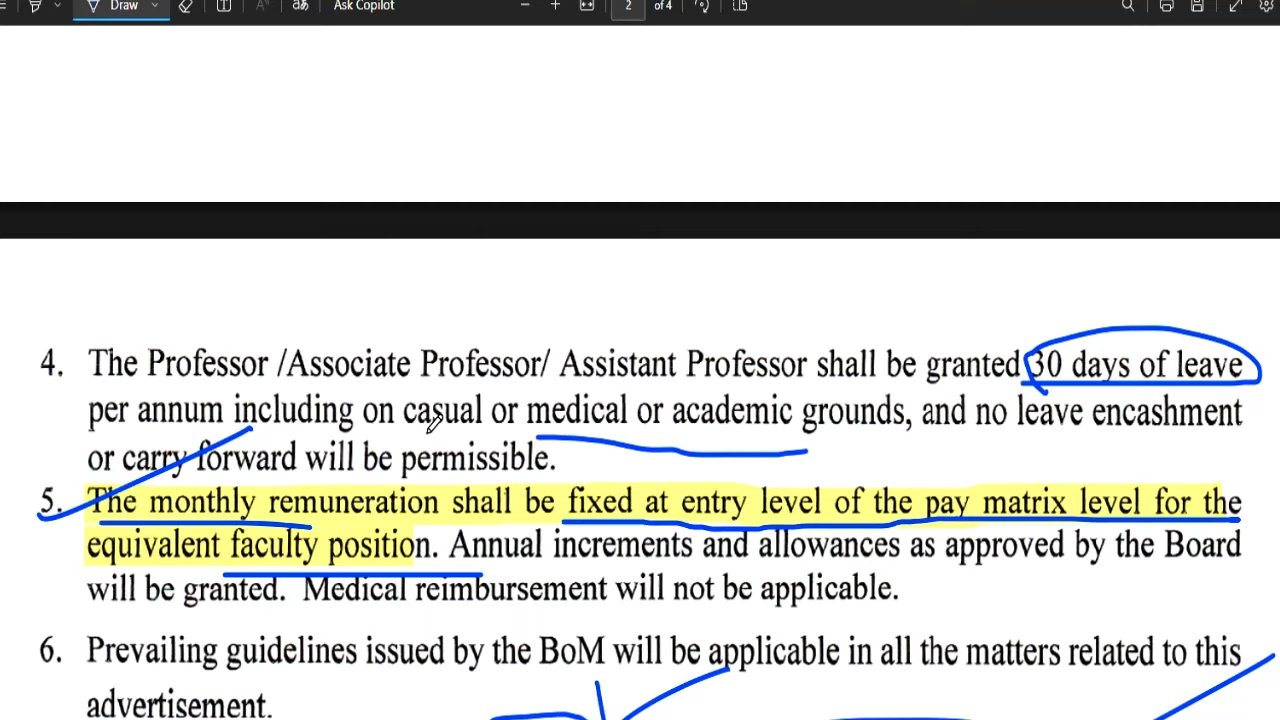 Draw
aあ
Ask Copilot
2 of 4
4. The Professor /Associate Professor/ Assistant Professor shall be granted 30 days of leave
per annum including on casual or medical or academic grounds, and no leave encashment
or carry forward will be permissible.
5. The monthly remuneration shall be fixed at entry level of the pay matrix level for the
equivalent faculty position. Annual increments and allowances as approved by the Board
will be granted. Medical reimbursement will not be applicable.
6. Prevailing guidelines issued by the BoM will be applicable in all the matters related to this
advertisement.